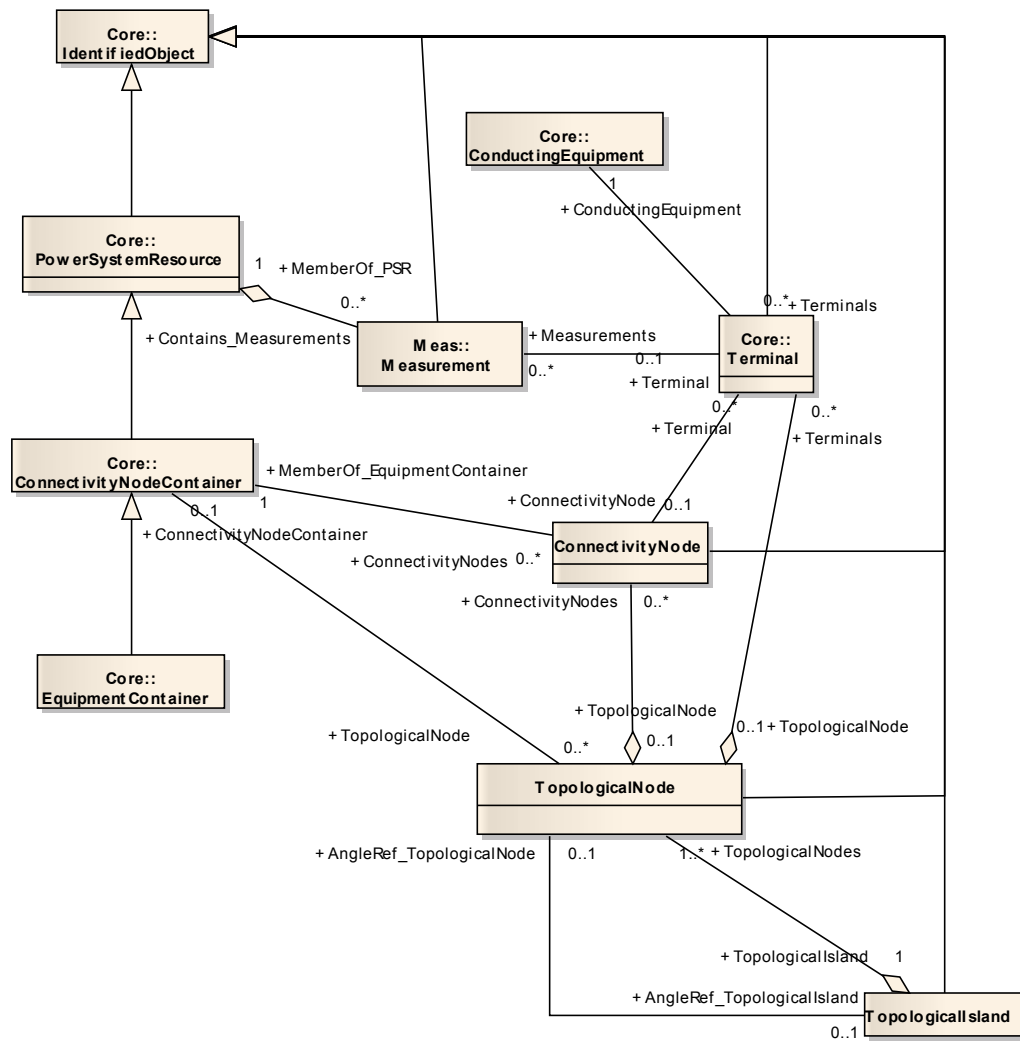 Core::
IdentifiedObject
Core::
ConductingEquipment
1
+ ConductingEquipment
Core::
PowerSystemResource
1
+ MemberOf_PSR
0..*
+ Contains_Measurements
Meas::
Measurement
+ Measurements
0..*
0..1
+ Terminal
0..*
+ Terminals
Core::
Terminal
0..*
+ Terminal
0..*
+ Terminals
Core::
ConnectivityNodeContainer
+ MemberOf_EquipmentContainer
1
0..1
+ ConnectivityNodeContainer
+ ConnectivityNode
0..1
ConnectivityNode
+ ConnectivityNodes
0..*
+ ConnectivityNodes
0..*
Core::
EquipmentContainer
+ TopologicalNode
0..1
0..1
+ TopologicalNode
+ TopologicalNode
0..*
TopologicalNode
+ AngleRef_TopologicalNode
0..1
1..*
+ TopologicalNodes
+ TopologicalIsland
1
+ AngleRef_TopologicalIsland
0..1
TopologicalIsland